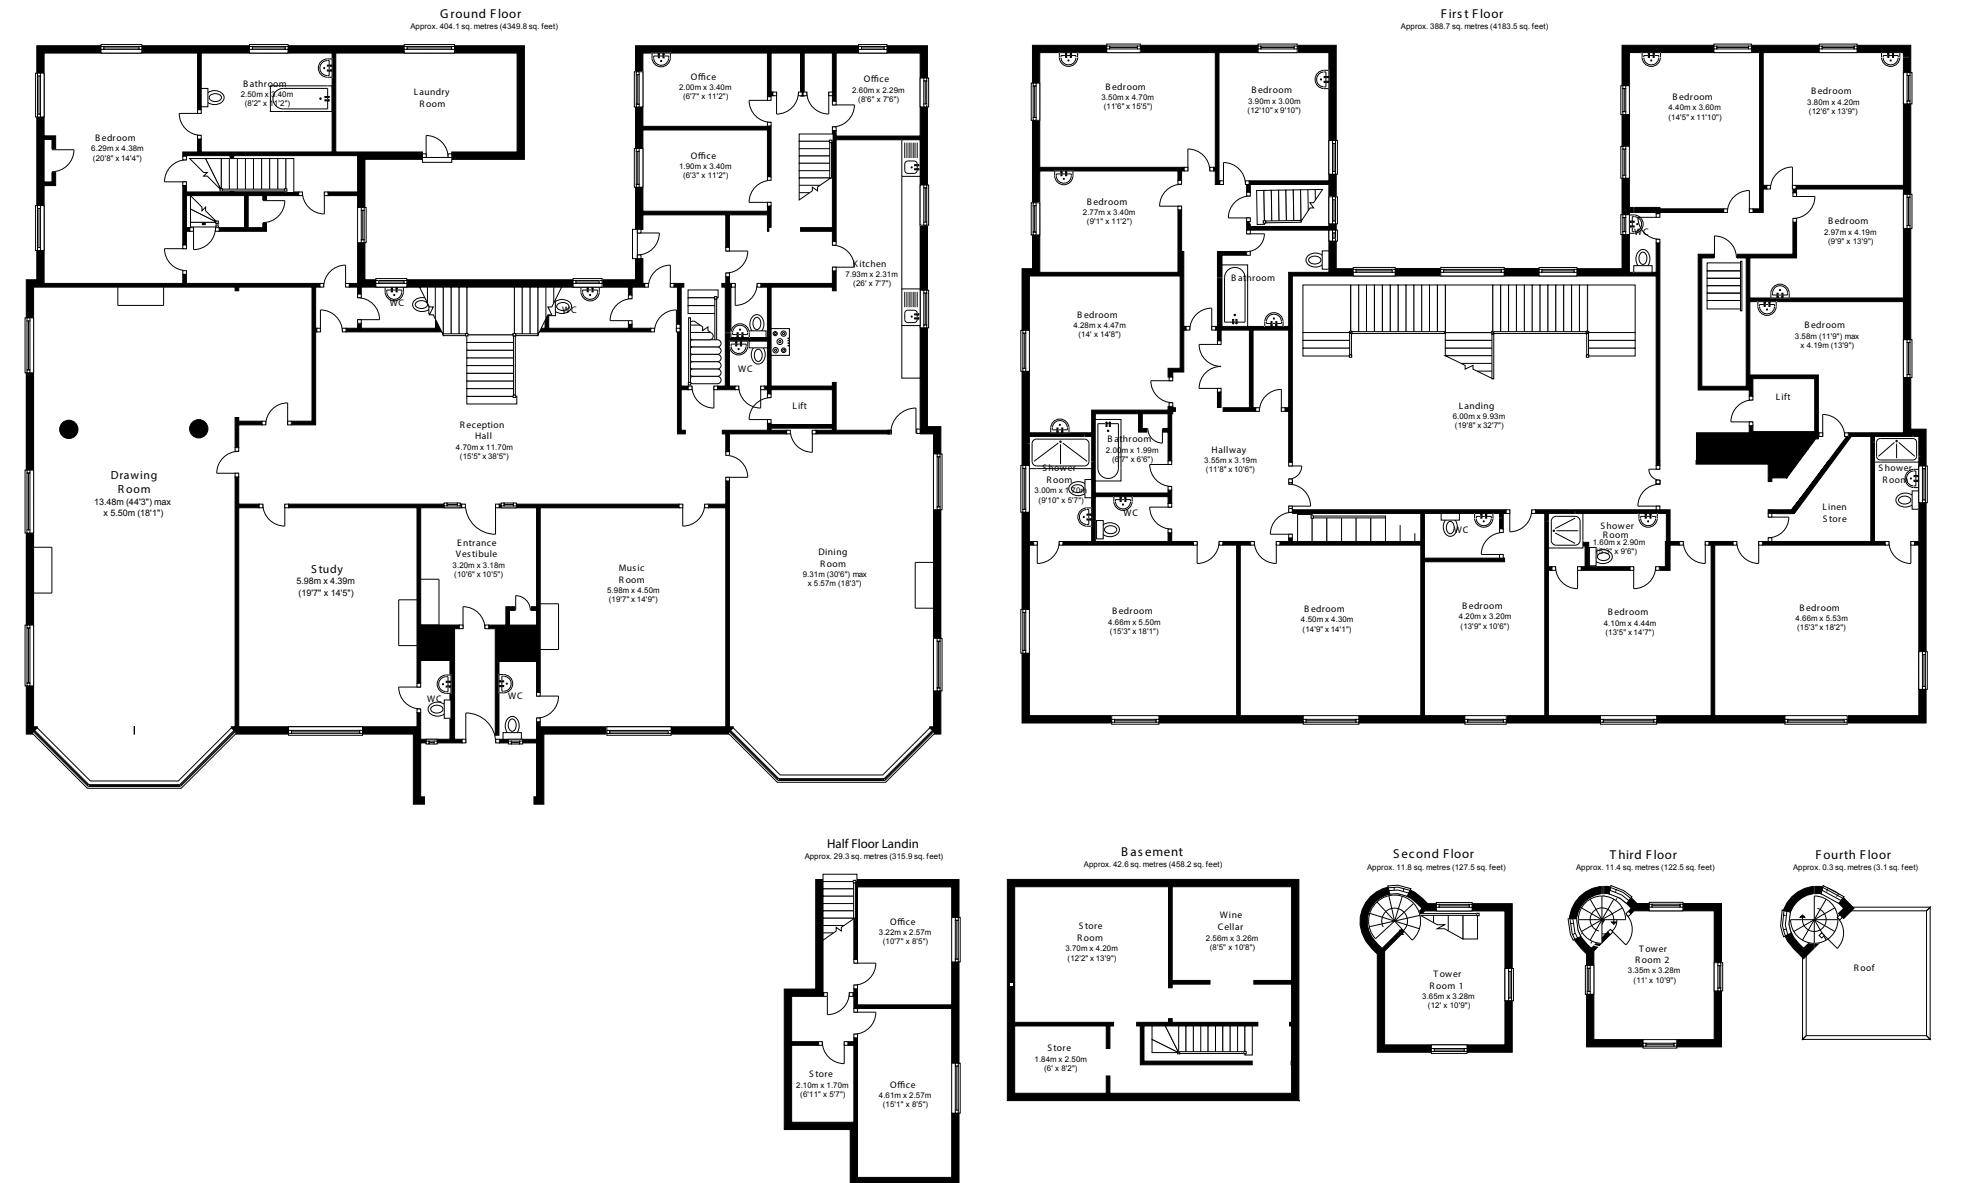 Ground Floor
Approx. 404.1 sq. metres (4349.8 sq. feet)
Bedroom
6.29m x 4.38m
(20'8" x 14'4")
Bathroom
2.50m x 3.40m
(8'2" x 11'2")
Laundry
Room
Office
2.00m x 3.40m
(6'7" x 11'2")
Office
2.60m x 2.29m
(8'6" x 7'6")
Office
1.90m x 3.40m
(6'3" x 11'2")
Kitchen
7.93m x 2.31m
(26' x 7'7")
WC
WC
WC
Lift
Reception
Hall
4.70m x 11.70m
(15'5" x 38'5")
Drawing
Room
13.48m (44'3") max
x 5.50m (18'1")
Study
5.98m x 4.39m
(19'7" x 14'5")
Entrance
Vestibule
3.20m x 3.18m
(10'6" x 10'5")
Music
Room
5.98m x 4.50m
(19'7" x 14'9")
Dining
Room
9.31m (30'6") max
x 5.57m (18'3")
WC
WC
First Floor
Approx. 388.7 sq. metres (4183.5 sq. feet)
Bedroom
3.50m x 4.70m
(11'6" x 15'5")
Bedroom
3.90m x 3.00m
(12'10" x 9'10")
Bedroom
4.40m x 3.60m
(14'5" x 11'10")
Bedroom
3.80m x 4.20m
(12'6" x 13'9")
Bedroom
2.77m x 3.40m
(9'1" x 11'2")
WC
Bedroom
2.97m x 4.19m
(9'9" x 13'9")
Bathroom
Bedroom
4.28m x 4.47m
(14' x 14'8")
Bedroom
3.58m (11'9") max
x 4.19m (13'9")
Lift
Landing
6.00m x 9.93m
(19'8" x 32'7")
Bathroom
2.00m x 1.99m
(6'7" x 6'6")
Hallway
3.55m x 3.19m
(11'8" x 10'6")
Shower
Room
3.00m x 1.70m
(9'10" x 5'7")
WC
Shower
Room
Linen
Store
WC
Shower
Room
1.60m x 2.90m
(5'3" x 9'6")
Bedroom
4.66m x 5.50m
(15'3" x 18'1")
Bedroom
4.50m x 4.30m
(14'9" x 14'1")
Bedroom
4.20m x 3.20m
(13'9" x 10'6")
Bedroom
4.10m x 4.44m
(13'5" x 14'7")
Bedroom
4.66m x 5.53m
(15'3" x 18'2")
Half Floor Landin
Approx. 29.3 sq. metres (315.9 sq. feet)
Office
3.22m x 2.57m
(10'7" x 8'5")
Store
2.10m x 1.70m
(6'11" x 5'7")
Office
4.61m x 2.57m
(15'1" x 8'5")
Basement
Approx. 42.6 sq. metres (458.2 sq. feet)
Store
Room
3.70m x 4.20m
(12'2" x 13'9")
Wine
Cellar
2.56m x 3.26m
(8'5" x 10'8")
Store
1.84m x 2.50m
(6' x 8'2")
Second Floor
Approx. 11.8 sq. metres (127.5 sq. feet)
Tower
Room 1
3.65m x 3.28m
(12' x 10'9")
Third Floor
Approx. 11.4 sq. metres (122.5 sq. feet)
Tower
Room 2
3.35m x 3.28m
(11' x 10'9")
Fourth Floor
Approx. 0.3 sq. metres (3.1 sq. feet)
Roof